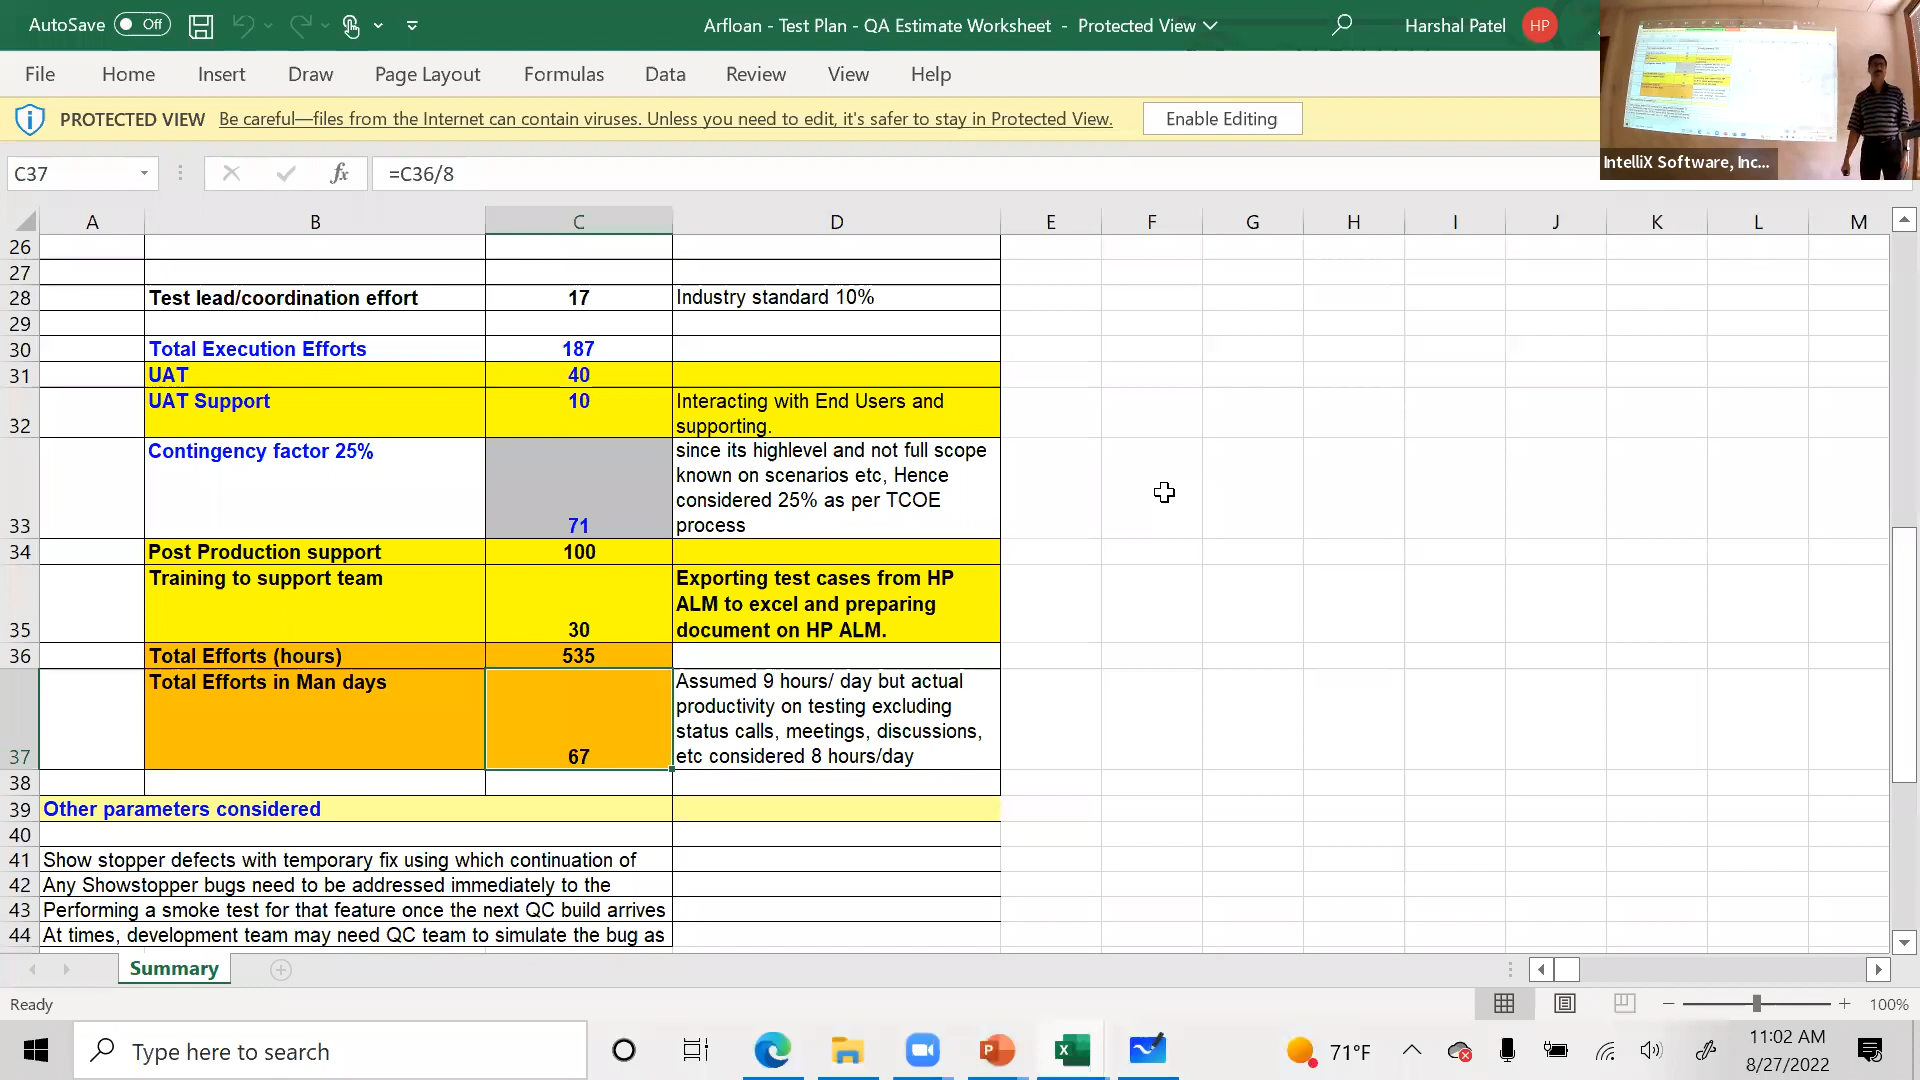 AutoSave Off
Arfloan - Test Plan - QA Estimate Worksheet - Protected View
Harshal Patel HP
File Home Insert Draw Page Layout Formulas Data Review View Help
PROTECTED VIEW Be careful—files from the Internet can contain viruses. Unless you need to edit, it's safer to stay in Protected View. Enable Editing
IntelliX Software, Inc...
C37 fx =C36/8
A B C D E F G H I J K L M
26
27
28 Test lead/coordination effort 17 Industry standard 10%
29
30 Total Execution Efforts 187
31 UAT 40
32 UAT Support 10 Interacting with End Users and
supporting.
33 Contingency factor 25% 71 since its highlevel and not full scope
known on scenarios etc, Hence
considered 25% as per TCOE
process
34 Post Production support 100
35 Training to support team 30 Exporting test cases from HP
ALM to excel and preparing
document on HP ALM.
36 Total Efforts (hours) 535
37 Total Efforts in Man days 67 Assumed 9 hours/ day but actual
productivity on testing excluding
status calls, meetings, discussions,
etc considered 8 hours/day
38
39 Other parameters considered
40
41 Show stopper defects with temporary fix using which continuation of
42 Any Showstopper bugs need to be addressed immediately to the
43 Performing a smoke test for that feature once the next QC build arrives
44 At times, development team may need QC team to simulate the bug as
Summary
Ready
100%
Type here to search
71°F
11:02 AM
8/27/2022